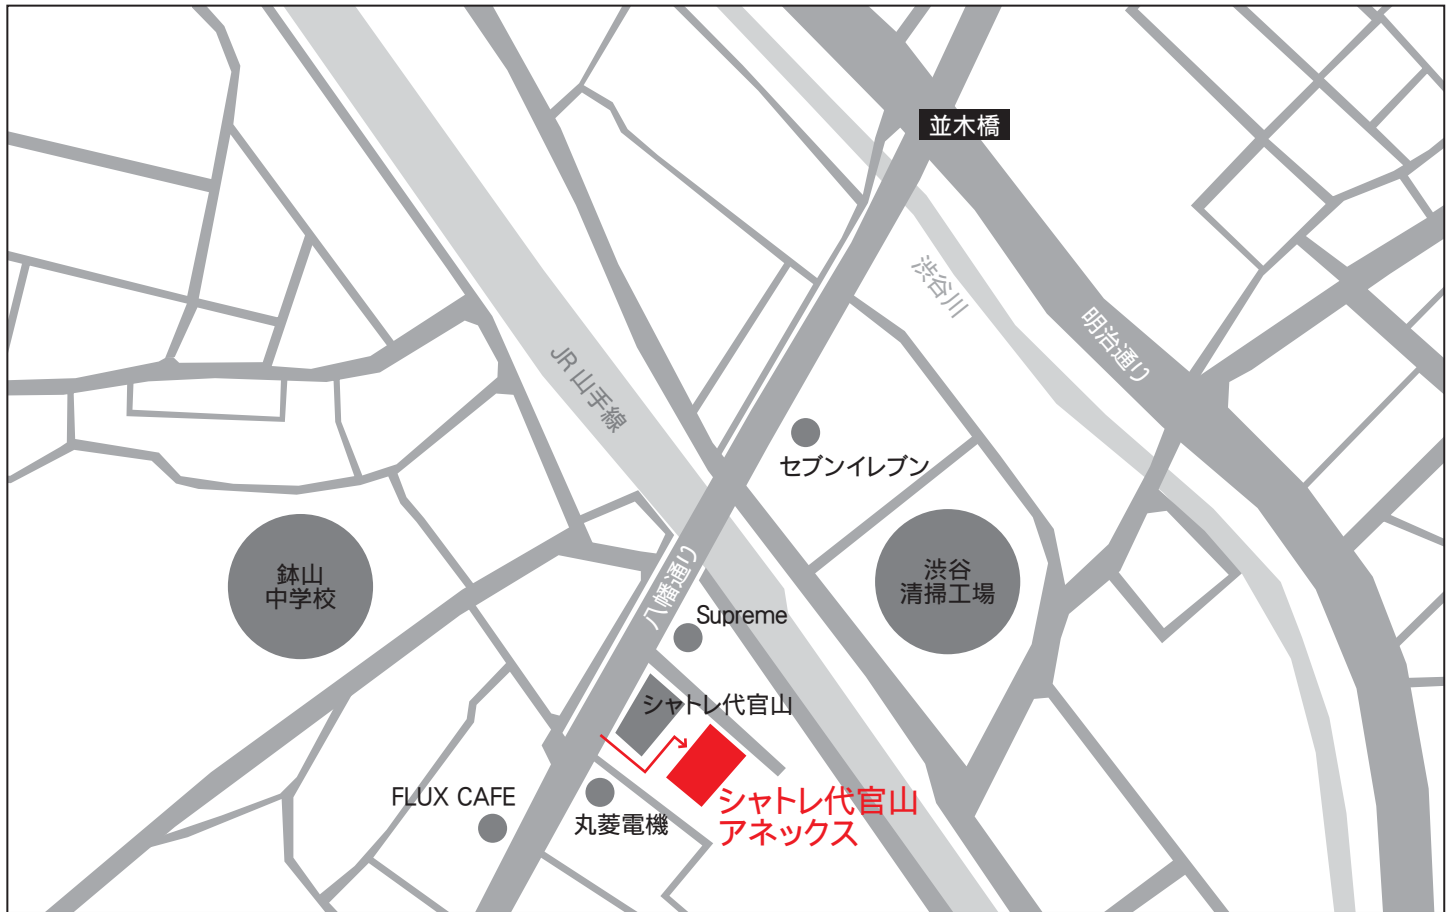 並木橋
渋谷川
明治通り
JR山手線
セブンイレブン
鉢山
中学校
渋谷
清掃工場
八幡通り
Supreme
シャトレ代官山
FLUX CAFE
丸菱電機
シャトレ代官山
アネックス